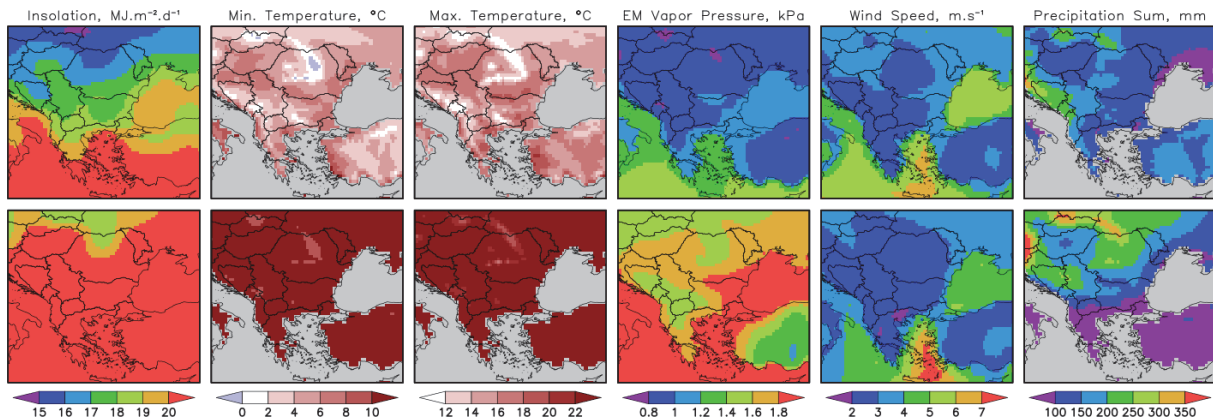 Insolation, MJ.m⁻².d⁻¹ Min. Temperature, °C Max. Temperature, °C EM Vapor Pressure, kPa Wind Speed, m.s⁻¹ Precipitation Sum, mm
15 16 17 18 19 20 0 2 4 6 8 10 12 14 16 18 20 22 0.8 1 1.2 1.4 1.6 1.8 2 3 4 5 6 7 100 150 200 250 300 350